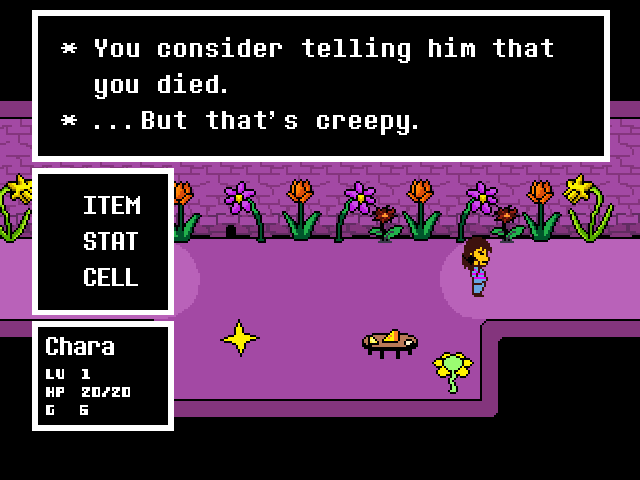 * You consider telling him that
you died.
* ...But that's creepy.
ITEM
STAT
CELL
Chara
LV 1
HP 20/20
G 6